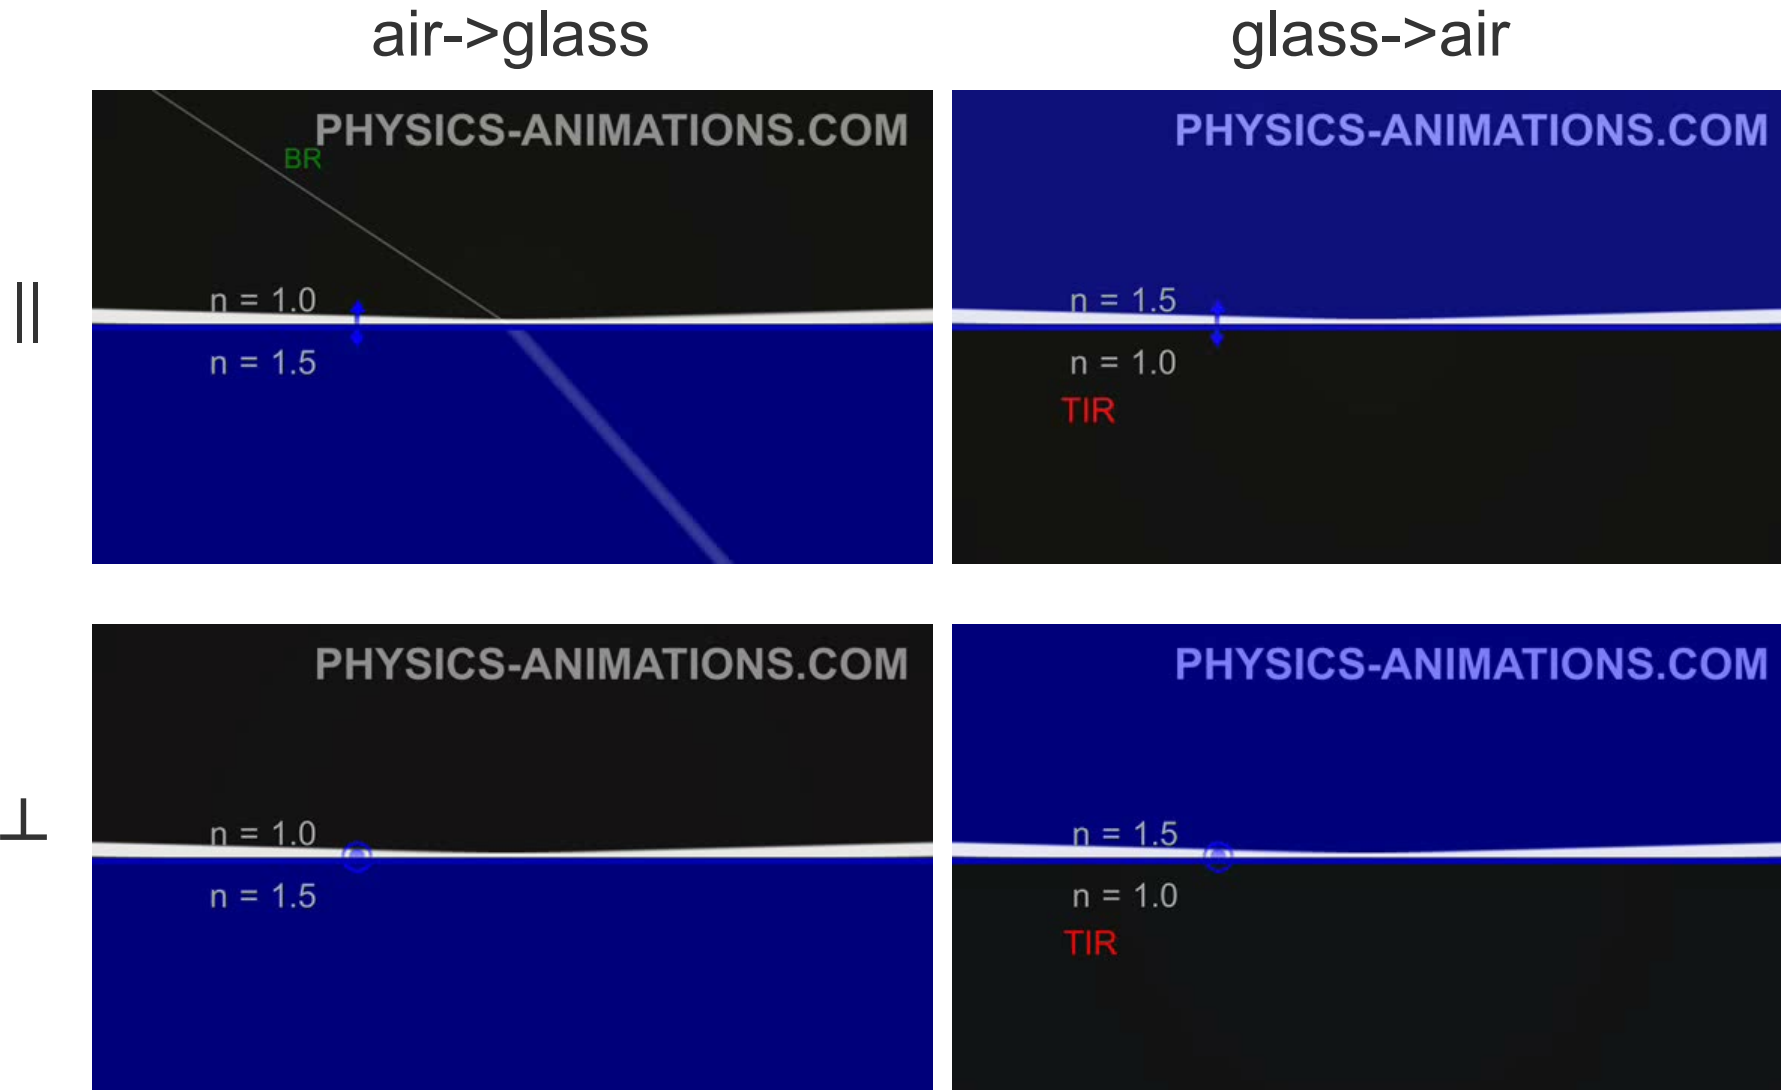 air->glass
glass->air
||
PHYSICS-ANIMATIONS.COM
BR
n = 1.0
n = 1.5
PHYSICS-ANIMATIONS.COM
n = 1.5
n = 1.0
TIR
⊥
PHYSICS-ANIMATIONS.COM
n = 1.0
n = 1.5
PHYSICS-ANIMATIONS.COM
n = 1.5
n = 1.0
TIR